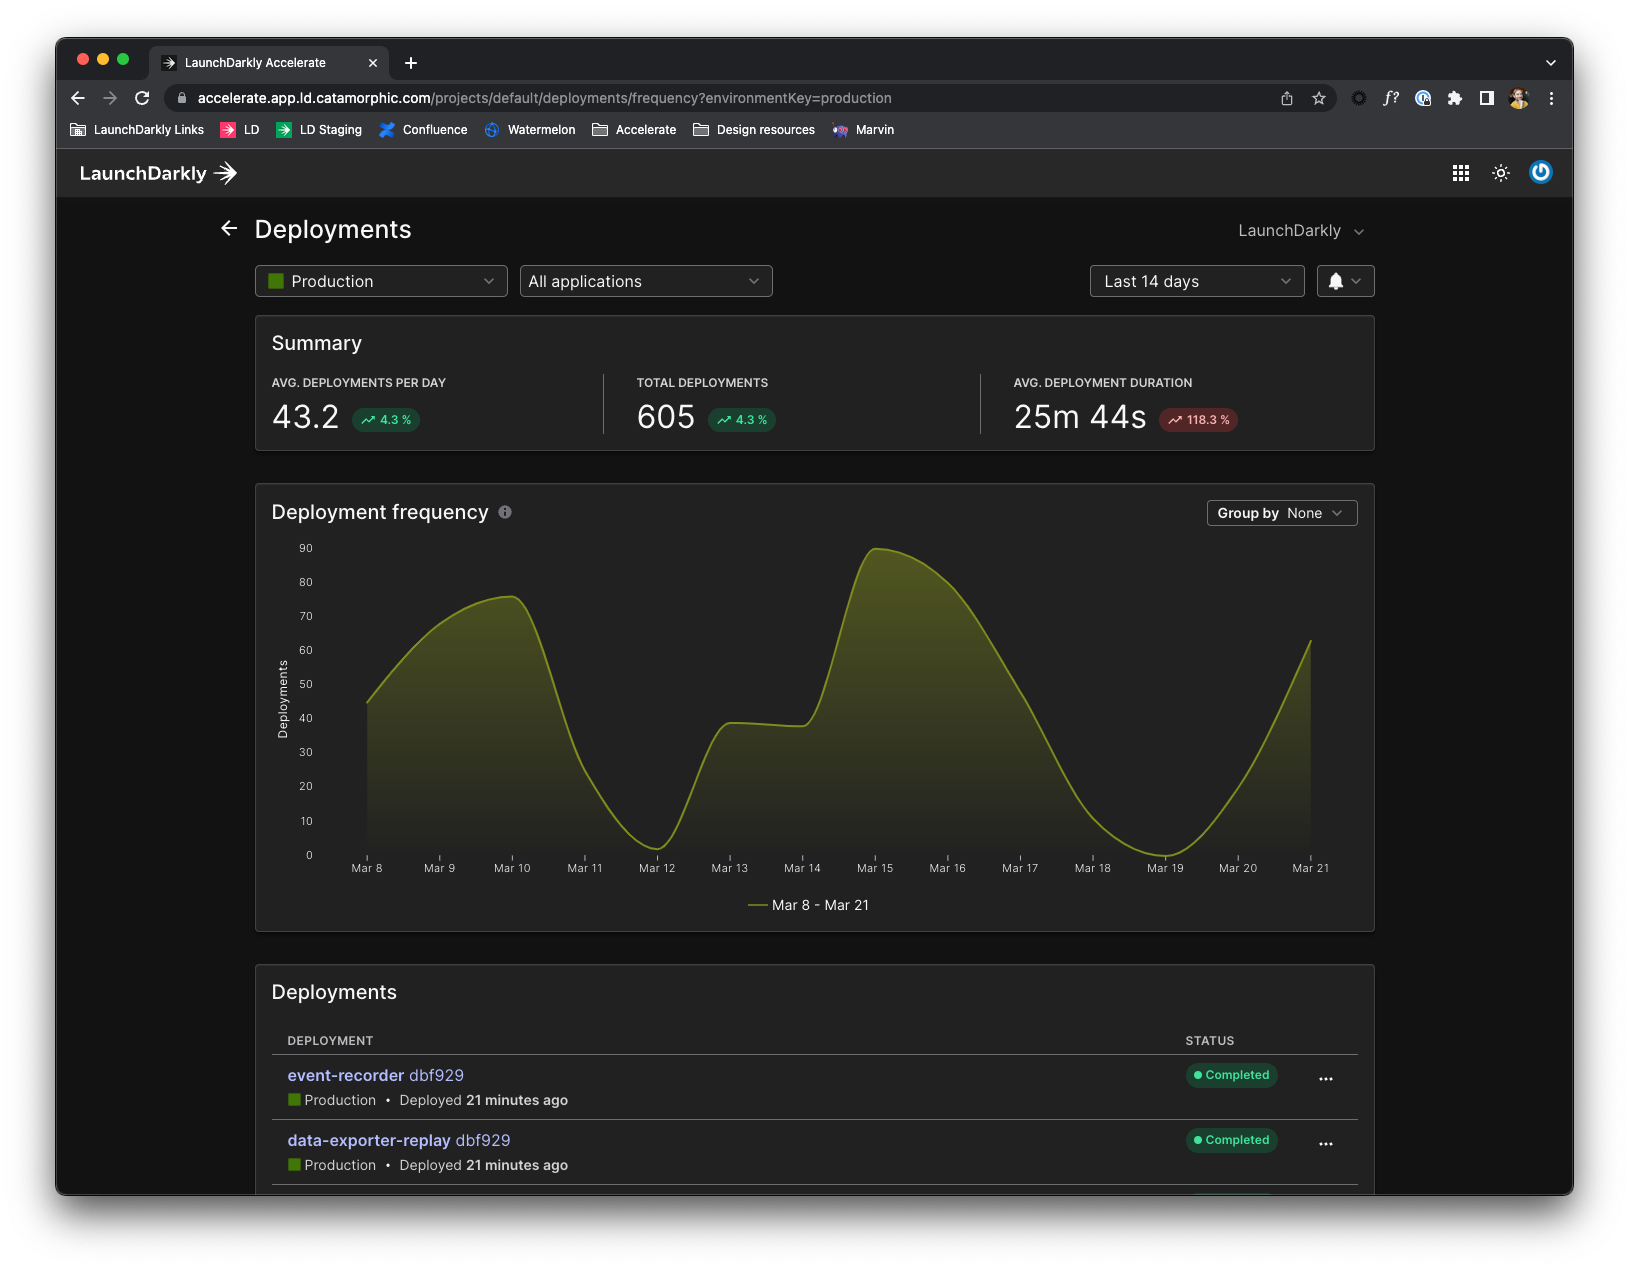 LaunchDarkly Accelerate
accelerate.app.ld.catamorphic.com/projects/default/deployments/frequency?environmentKey=production
f?
LaunchDarkly Links LD LD Staging Confluence Watermelon Accelerate Design resources Marvin
LaunchDarkly
Deployments
LaunchDarkly
Production All applications Last 14 days
Summary
AVG. DEPLOYMENTS PER DAY TOTAL DEPLOYMENTS AVG. DEPLOYMENT DURATION
43.2 4.3 % 605 4.3 % 25m 44s 118.3 %
Deployment frequency
Group by None
90
80
70
60
50
40
30
20
10
0
Deployments
Mar 8 Mar 9 Mar 10 Mar 11 Mar 12 Mar 13 Mar 14 Mar 15 Mar 16 Mar 17 Mar 18 Mar 19 Mar 20 Mar 21
Mar 8 - Mar 21
Deployments
DEPLOYMENT STATUS
event-recorder dbf929 Completed
Production • Deployed 21 minutes ago
data-exporter-replay dbf929 Completed
Production • Deployed 21 minutes ago